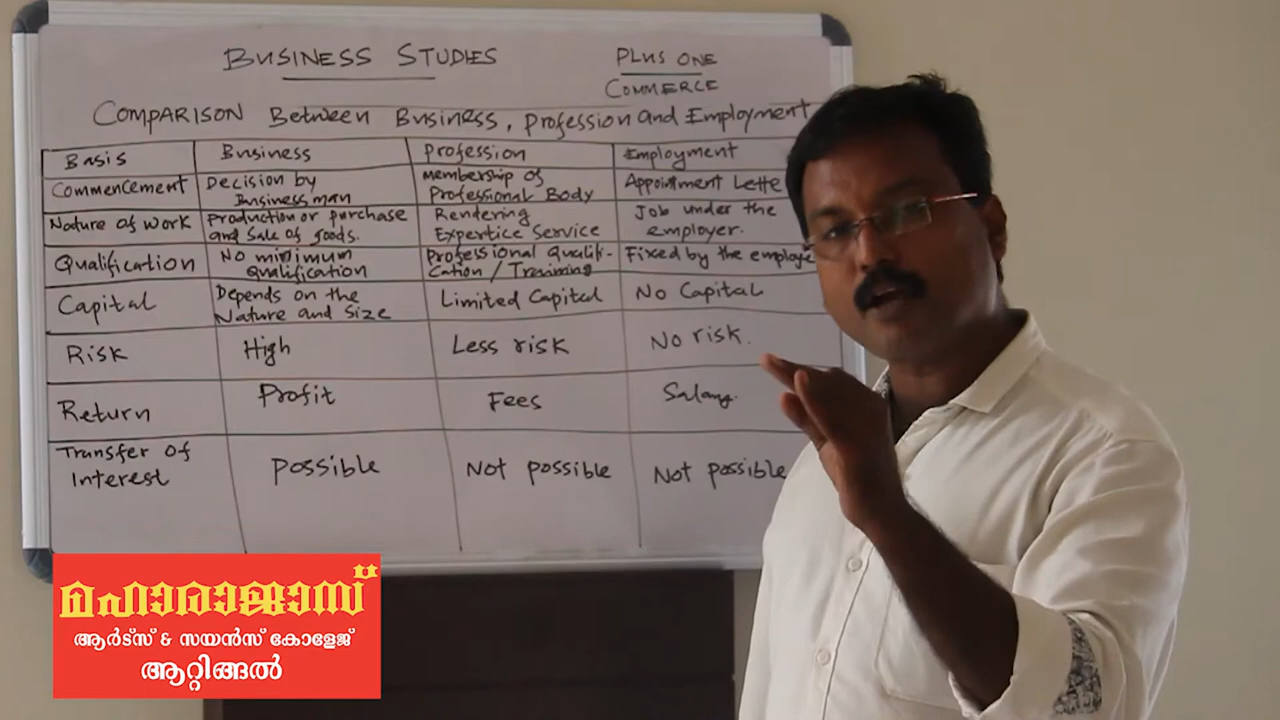 BUSINESS STUDIES
PLUS ONE
COMMERCE
COMPARISON Between Business, Profession and Employment
Basis Business Profession Employment
Commencement Decision by Businessman Membership of Professional Body Appointment Lette
Nature of work Production or purchase and Sale of goods. Rendering Expertice Service Job under the employer.
Qualification No minimum Qualification Professional Qualifi-cation / Training Fixed by the employe
Capital Depends on the Nature and Size Limited Capital No Capital
Risk High Less risk No risk.
Return Profit Fees Salary.
Transfer of Interest Possible Not possible Not possible
മഹാരാജാസ്
ആർട്സ് & സയൻസ് കോളേജ്
ആറ്റിങ്ങൽ